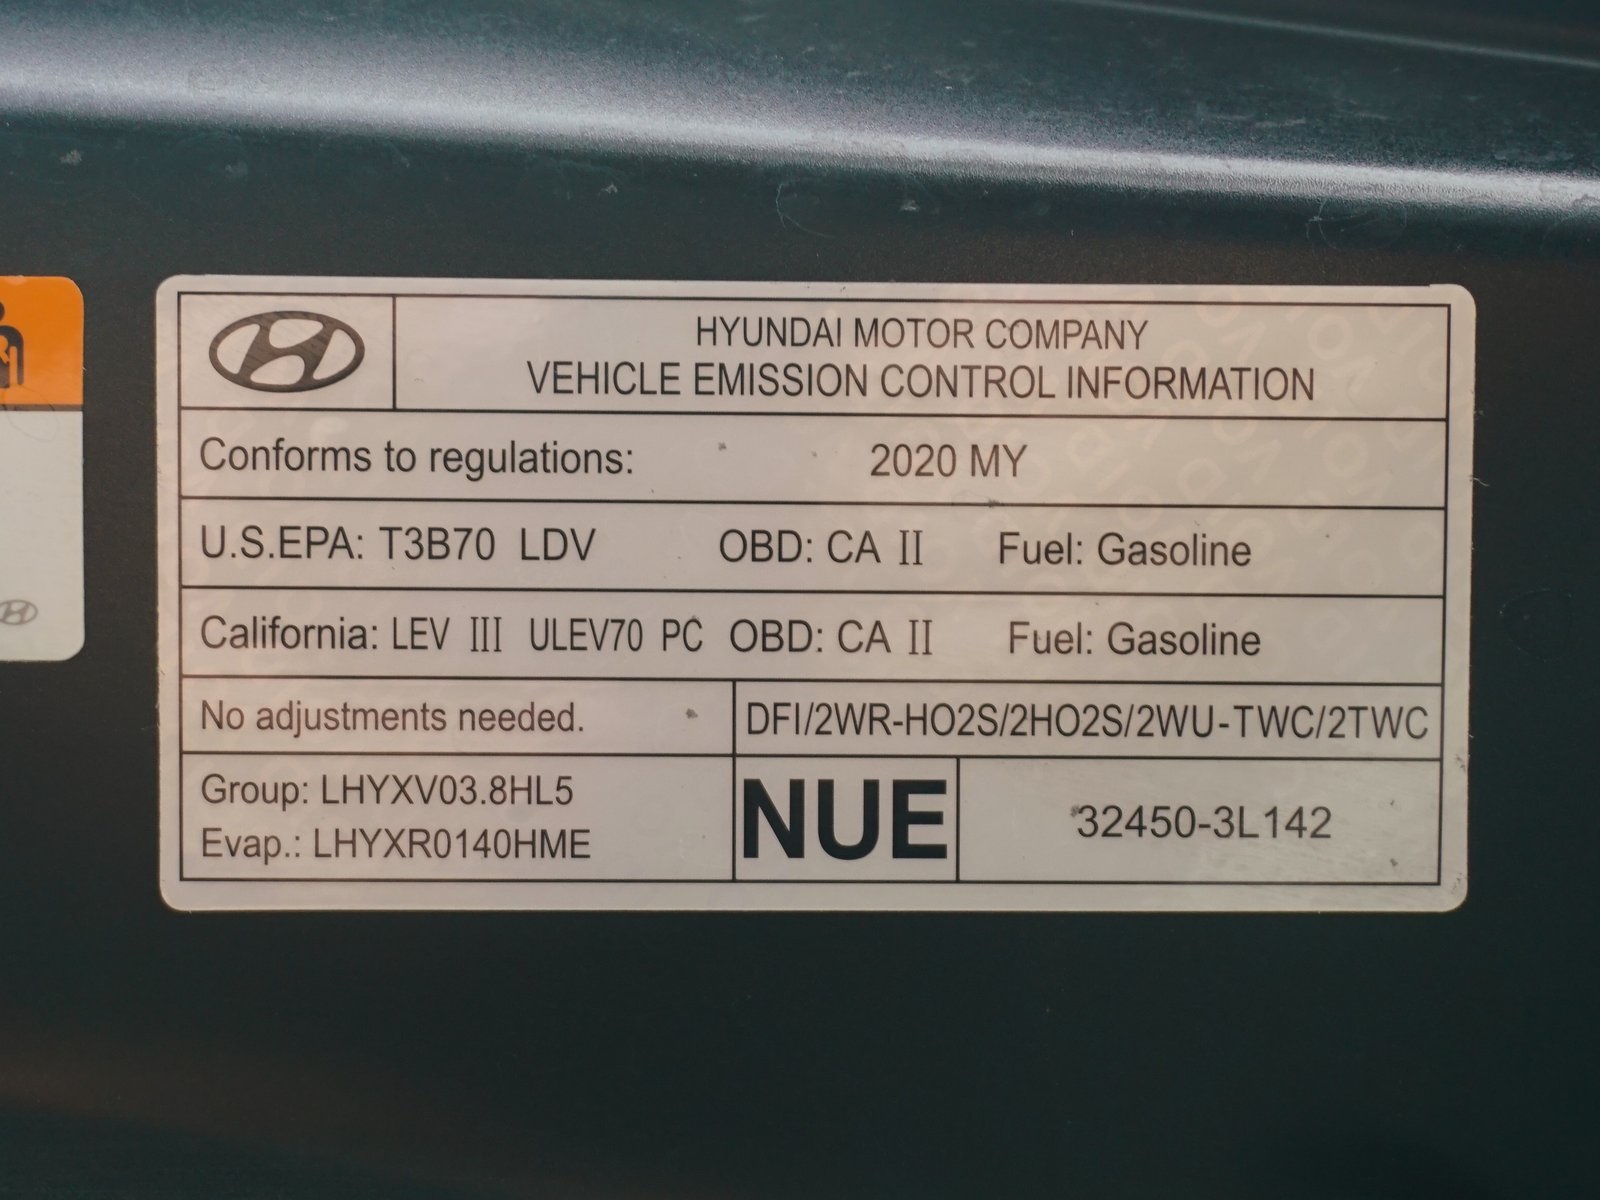 HYUNDAI MOTOR COMPANY
VEHICLE EMISSION CONTROL INFORMATION
Conforms to regulations: 2020 MY
U.S.EPA: T3B70 LDV OBD: CA II Fuel: Gasoline
California: LEV III ULEV70 PC OBD: CA II Fuel: Gasoline
No adjustments needed. DFI/2WR-HO2S/2HO2S/2WU-TWC/2TWC
Group: LHYXV03.8HL5
Evap.: LHYXR0140HME
NUE 32450-3L142